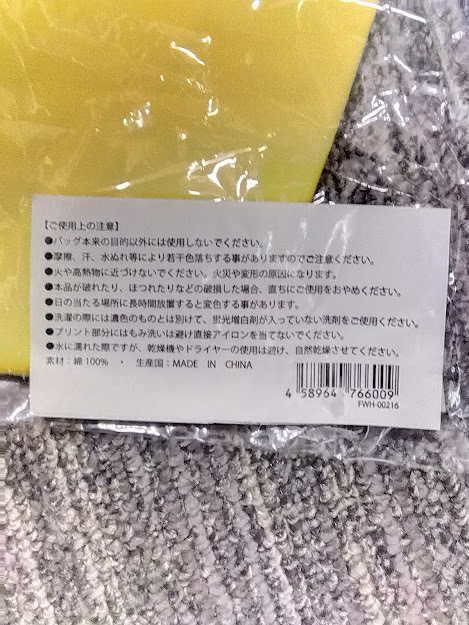 【ご使用上の注意】
●バッグ本来の目的以外には使用しないでください。
●摩擦、汗、水ぬれ等により若干色落ちする事がありますのでご注意ください。
●火や高熱物に近づけないでください。火災や変形の原因になります。
●本品が破れたり、ほつれたりなどの破損した場合、直ちにご使用をおやめください。
●日の当たる場所に長時間放置すると変色する事があります。
●洗濯の際には濃色のものとは別けて、蛍光増白剤が入っていない洗剤をご使用ください。
●プリント部分にはもみ洗いは避け直接アイロンを当てないでください。
●水に濡れた際ですが、乾燥機やドライヤーの使用は避け、自然乾燥させてください。
素材：綿100%　・　生産国：MADE IN CHINA
4 58964 766009
FWH-00216